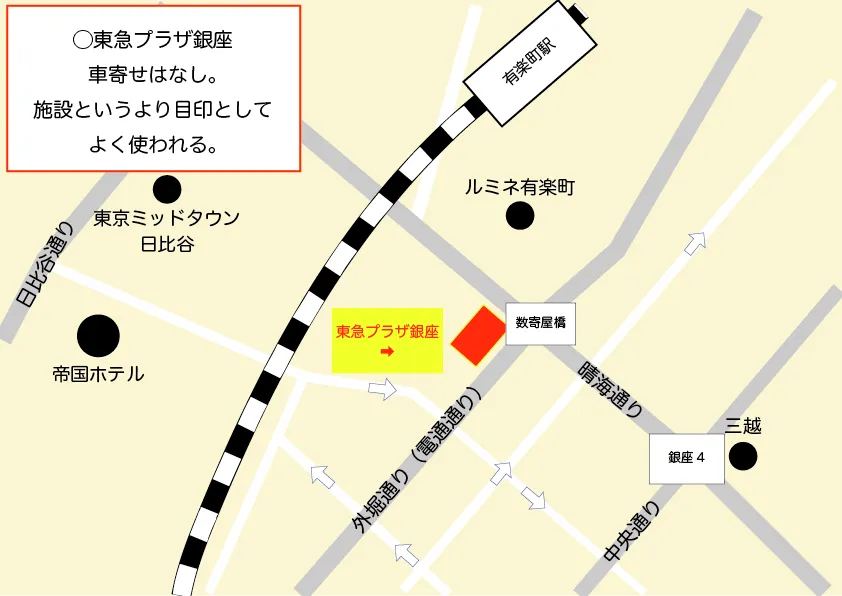 ◯東急プラザ銀座
車寄せはなし。
施設というより目印として
よく使われる。
有楽町駅
東京ミッドタウン
日比谷
ルミネ有楽町
日比谷通り
東急プラザ銀座
➡
数寄屋橋
帝国ホテル
晴海通り
外堀通り（電通通り）
三越
銀座４
中央通り